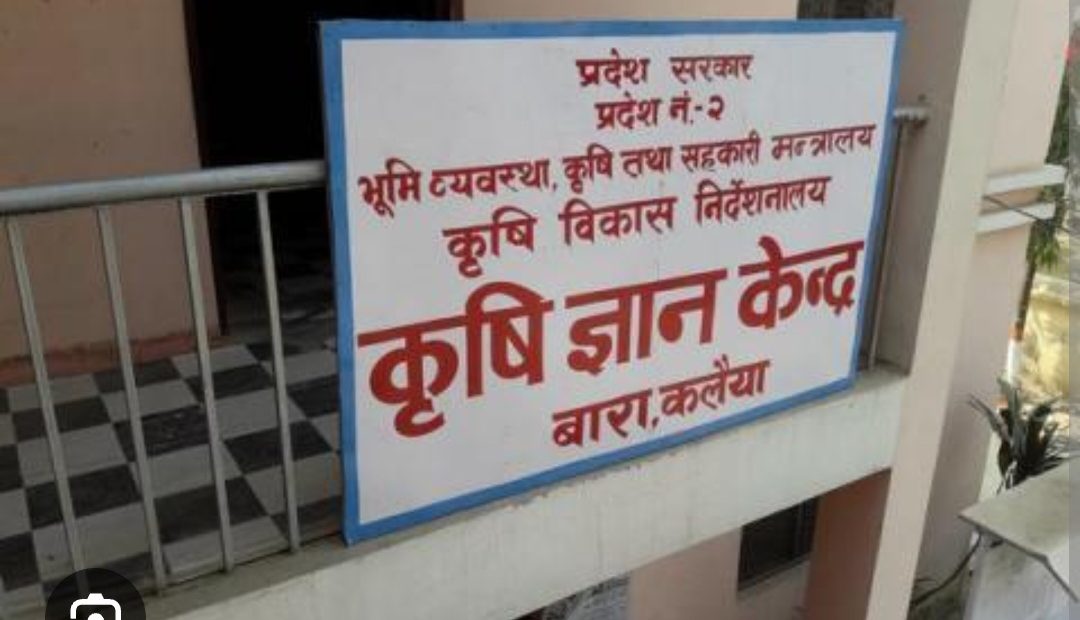 प्रदेश सरकार
प्रदेश नं.-२
भूमि व्यवस्था, कृषि तथा सहकारी मन्त्रालय
कृषि विकास निर्देशनालय
कृषि ज्ञान केन्द्र
बारा, कलैया